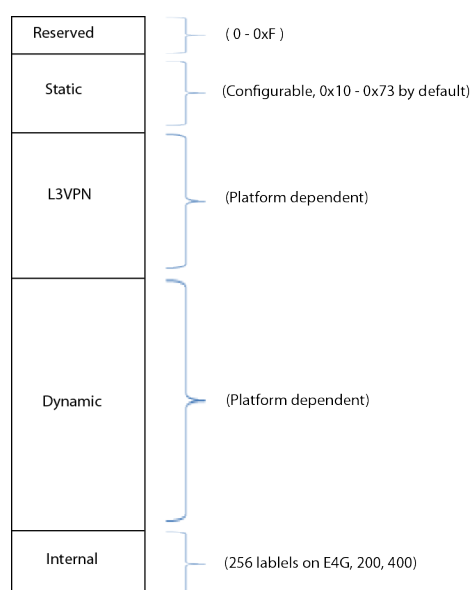 Reserved ( 0 - 0xF )
Static (Configurable, 0x10 - 0x73 by default)
L3VPN (Platform dependent)
Dynamic (Platform dependent)
Internal (256 lablels on E4G, 200, 400)